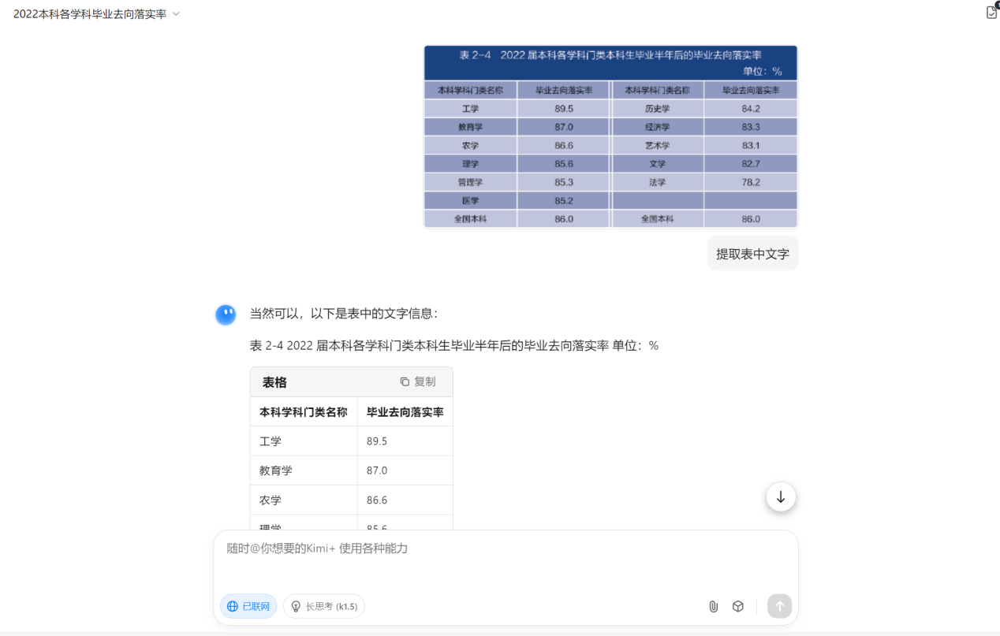 2022本科各学科毕业去向落实率
表 2-4 2022 届本科各学科门类本科生毕业半年后的毕业去向落实率
单位：%
本科学科门类名称 毕业去向落实率 本科学科门类名称 毕业去向落实率
工学 89.5 历史学 84.2
教育学 87.0 经济学 83.3
农学 86.6 艺术学 83.1
理学 85.6 文学 82.7
管理学 85.3 法学 78.2
医学 85.2
全国本科 86.0 全国本科 86.0
提取表中文字
当然可以，以下是表中的文字信息：
表 2-4 2022 届本科各学科门类本科生毕业半年后的毕业去向落实率 单位：%
表格 复制
本科学科门类名称 毕业去向落实率
工学 89.5
教育学 87.0
农学 86.6
理学 85.6
随时@你想要的Kimi+ 使用各种能力
已联网 长思考 (k1.5)